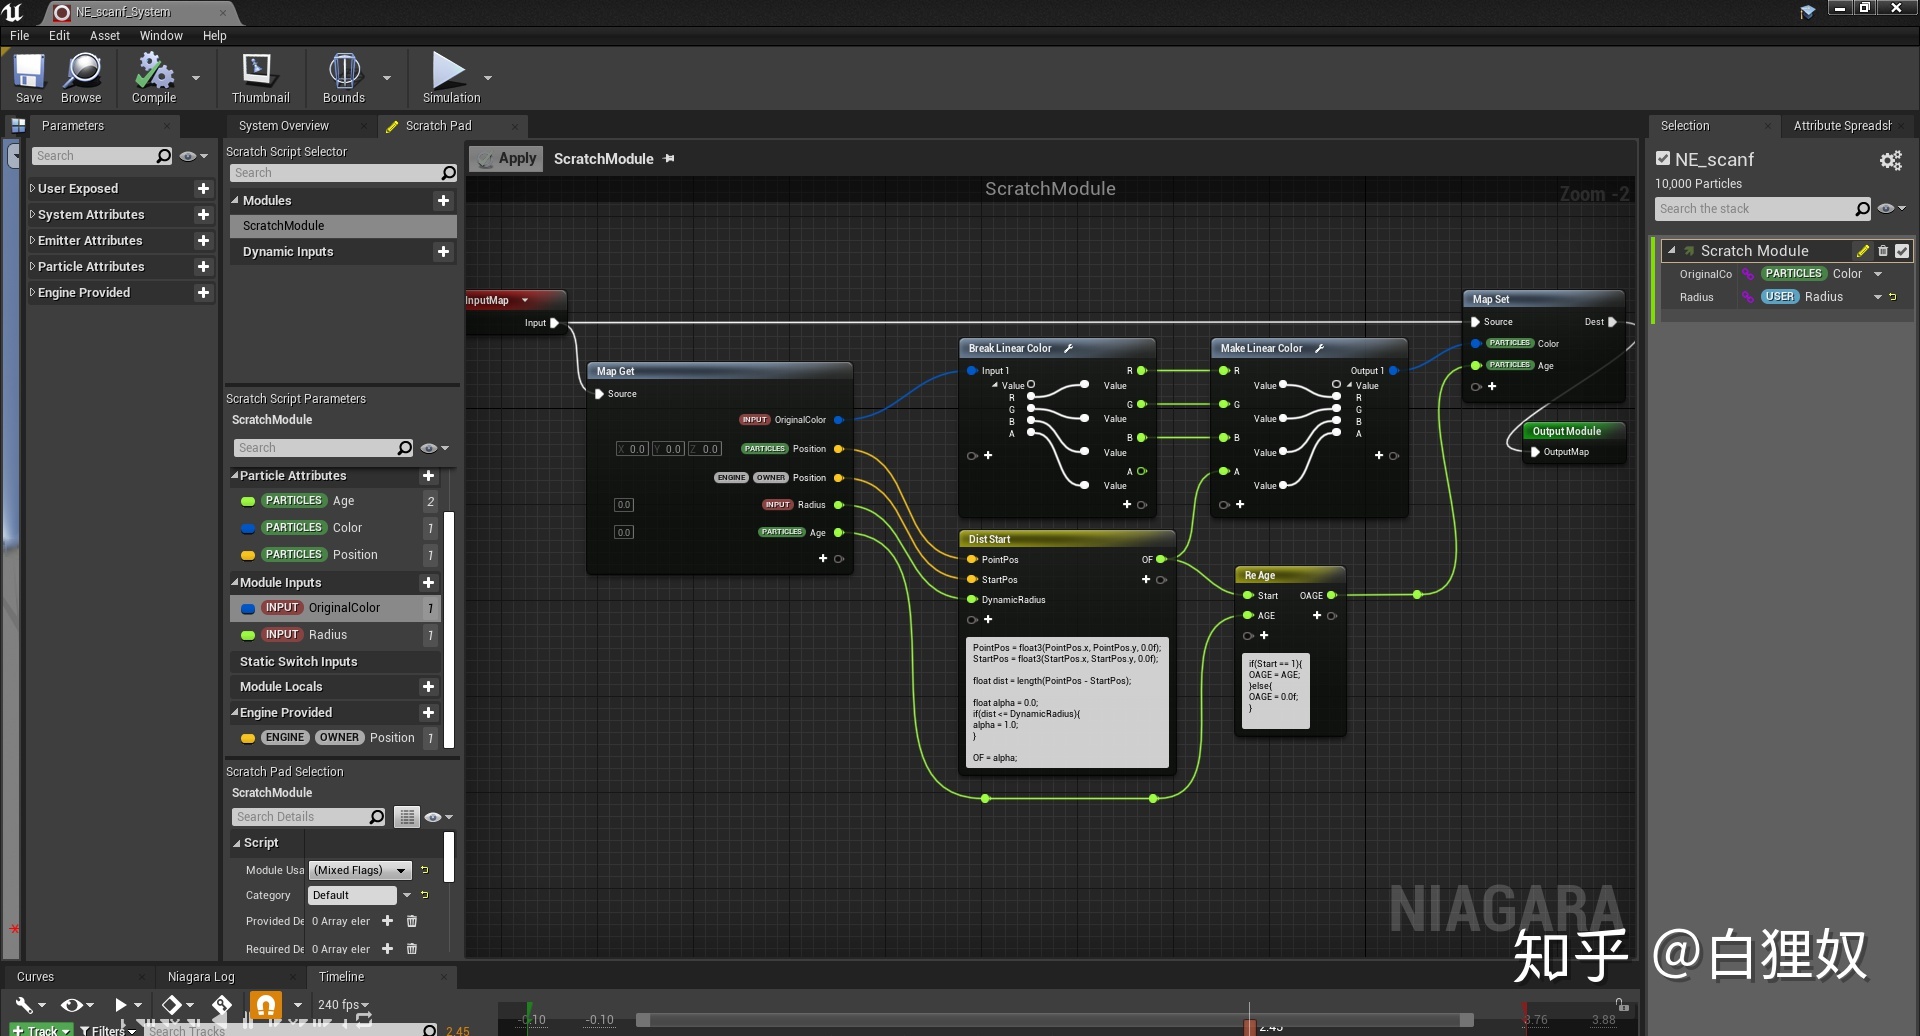 NE_scanf_System
File Edit Asset Window Help
Save Browse Compile Thumbnail Bounds Simulation
Parameters
Search
User Exposed
System Attributes
Emitter Attributes
Particle Attributes
Engine Provided
System Overview
Scratch Pad
Scratch Script Selector
Search
Modules
ScratchModule
Dynamic Inputs
Scratch Script Parameters
ScratchModule
Search
Particle Attributes
PARTICLES Age 2
PARTICLES Color 1
PARTICLES Position 1
Module Inputs
INPUT OriginalColor 1
INPUT Radius 1
Static Switch Inputs
Module Locals
Engine Provided
ENGINE OWNER Position 1
Scratch Pad Selection
ScratchModule
Search Details
Script
Module Usa (Mixed Flags)
Category Default
Provided De 0 Array eler
Required De 0 Array eler
Apply ScratchModule
ScratchModule
Zoom -2
InputMap
Input
Map Get
Source
INPUT OriginalColor
X 0.0 Y 0.0 Z 0.0 PARTICLES Position
ENGINE OWNER Position
0.0 INPUT Radius
0.0 PARTICLES Age
Break Linear Color
Input 1 R
Value Value
R
G G
B Value
A
B
Value
A
Value
Make Linear Color
R Output 1
Value Value
R
G G
Value B
A
B
Value
A
Value
Dist Start
PointPos OF
StartPos
DynamicRadius
PointPos = float3(PointPos.x, PointPos.y, 0.0f);
StartPos = float3(StartPos.x, StartPos.y, 0.0f);
float dist = length(PointPos - StartPos);
float alpha = 0.0;
if(dist <= DynamicRadius){
alpha = 1.0;
}
OF = alpha;
Re Age
Start OAGE
AGE
if(Start == 1){
OAGE = AGE;
}else{
OAGE = 0.0f;
}
Map Set
Source Dest
PARTICLES Color
PARTICLES Age
Output Module
OutputMap
NIAGARA
Selection
Attribute Spreadsh
NE_scanf
10,000 Particles
Search the stack
Scratch Module
OriginalCo PARTICLES Color
Radius USER Radius
知乎 @白狸奴
Curves
Niagara Log
Timeline
240 fps
Track Filters Search Tracks 2.45
-0.10 -0.10 2.45 3.76 3.88